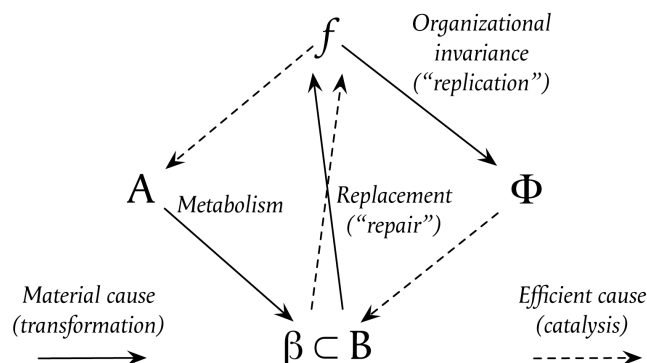 f
Organizational
invariance
(“replication”)
A
Metabolism
Replacement
(“repair”)
Φ
Material cause
(transformation)
β ⊂ B
Efficient cause
(catalysis)